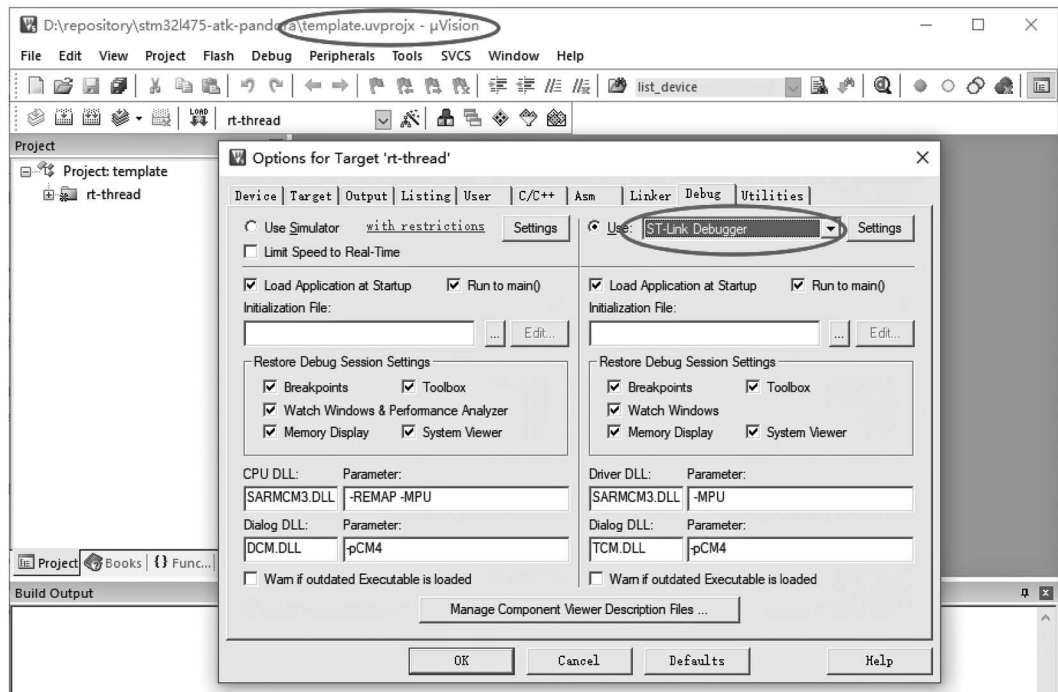 D:\repository\stm32l475-atk-pandora\template.uvprojx - µVision
File Edit View Project Flash Debug Peripherals Tools SVCS Window Help
list_device
LOAD
rt-thread
Project
Project: template
rt-thread
Options for Target 'rt-thread'
Device Target Output Listing User C/C++ Asm Linker Debug Utilities
Use Simulator with restrictions Settings Use: ST-Link Debugger Settings
Limit Speed to Real-Time
Load Application at Startup Run to main() Load Application at Startup Run to main()
Initialization File: Initialization File:
... Edit... ... Edit...
Restore Debug Session Settings Restore Debug Session Settings
Breakpoints Toolbox Breakpoints Toolbox
Watch Windows & Performance Analyzer Watch Windows
Memory Display System Viewer Memory Display System Viewer
CPU DLL: Parameter: Driver DLL: Parameter:
SARMCM3.DLL -REMAP -MPU SARMCM3.DLL -MPU
Dialog DLL: Parameter: Dialog DLL: Parameter:
DCM.DLL -pCM4 TCM.DLL -pCM4
Warn if outdated Executable is loaded Warn if outdated Executable is loaded
Manage Component Viewer Description Files ...
OK Cancel Defaults Help
Project Books {} Func...
Build Output